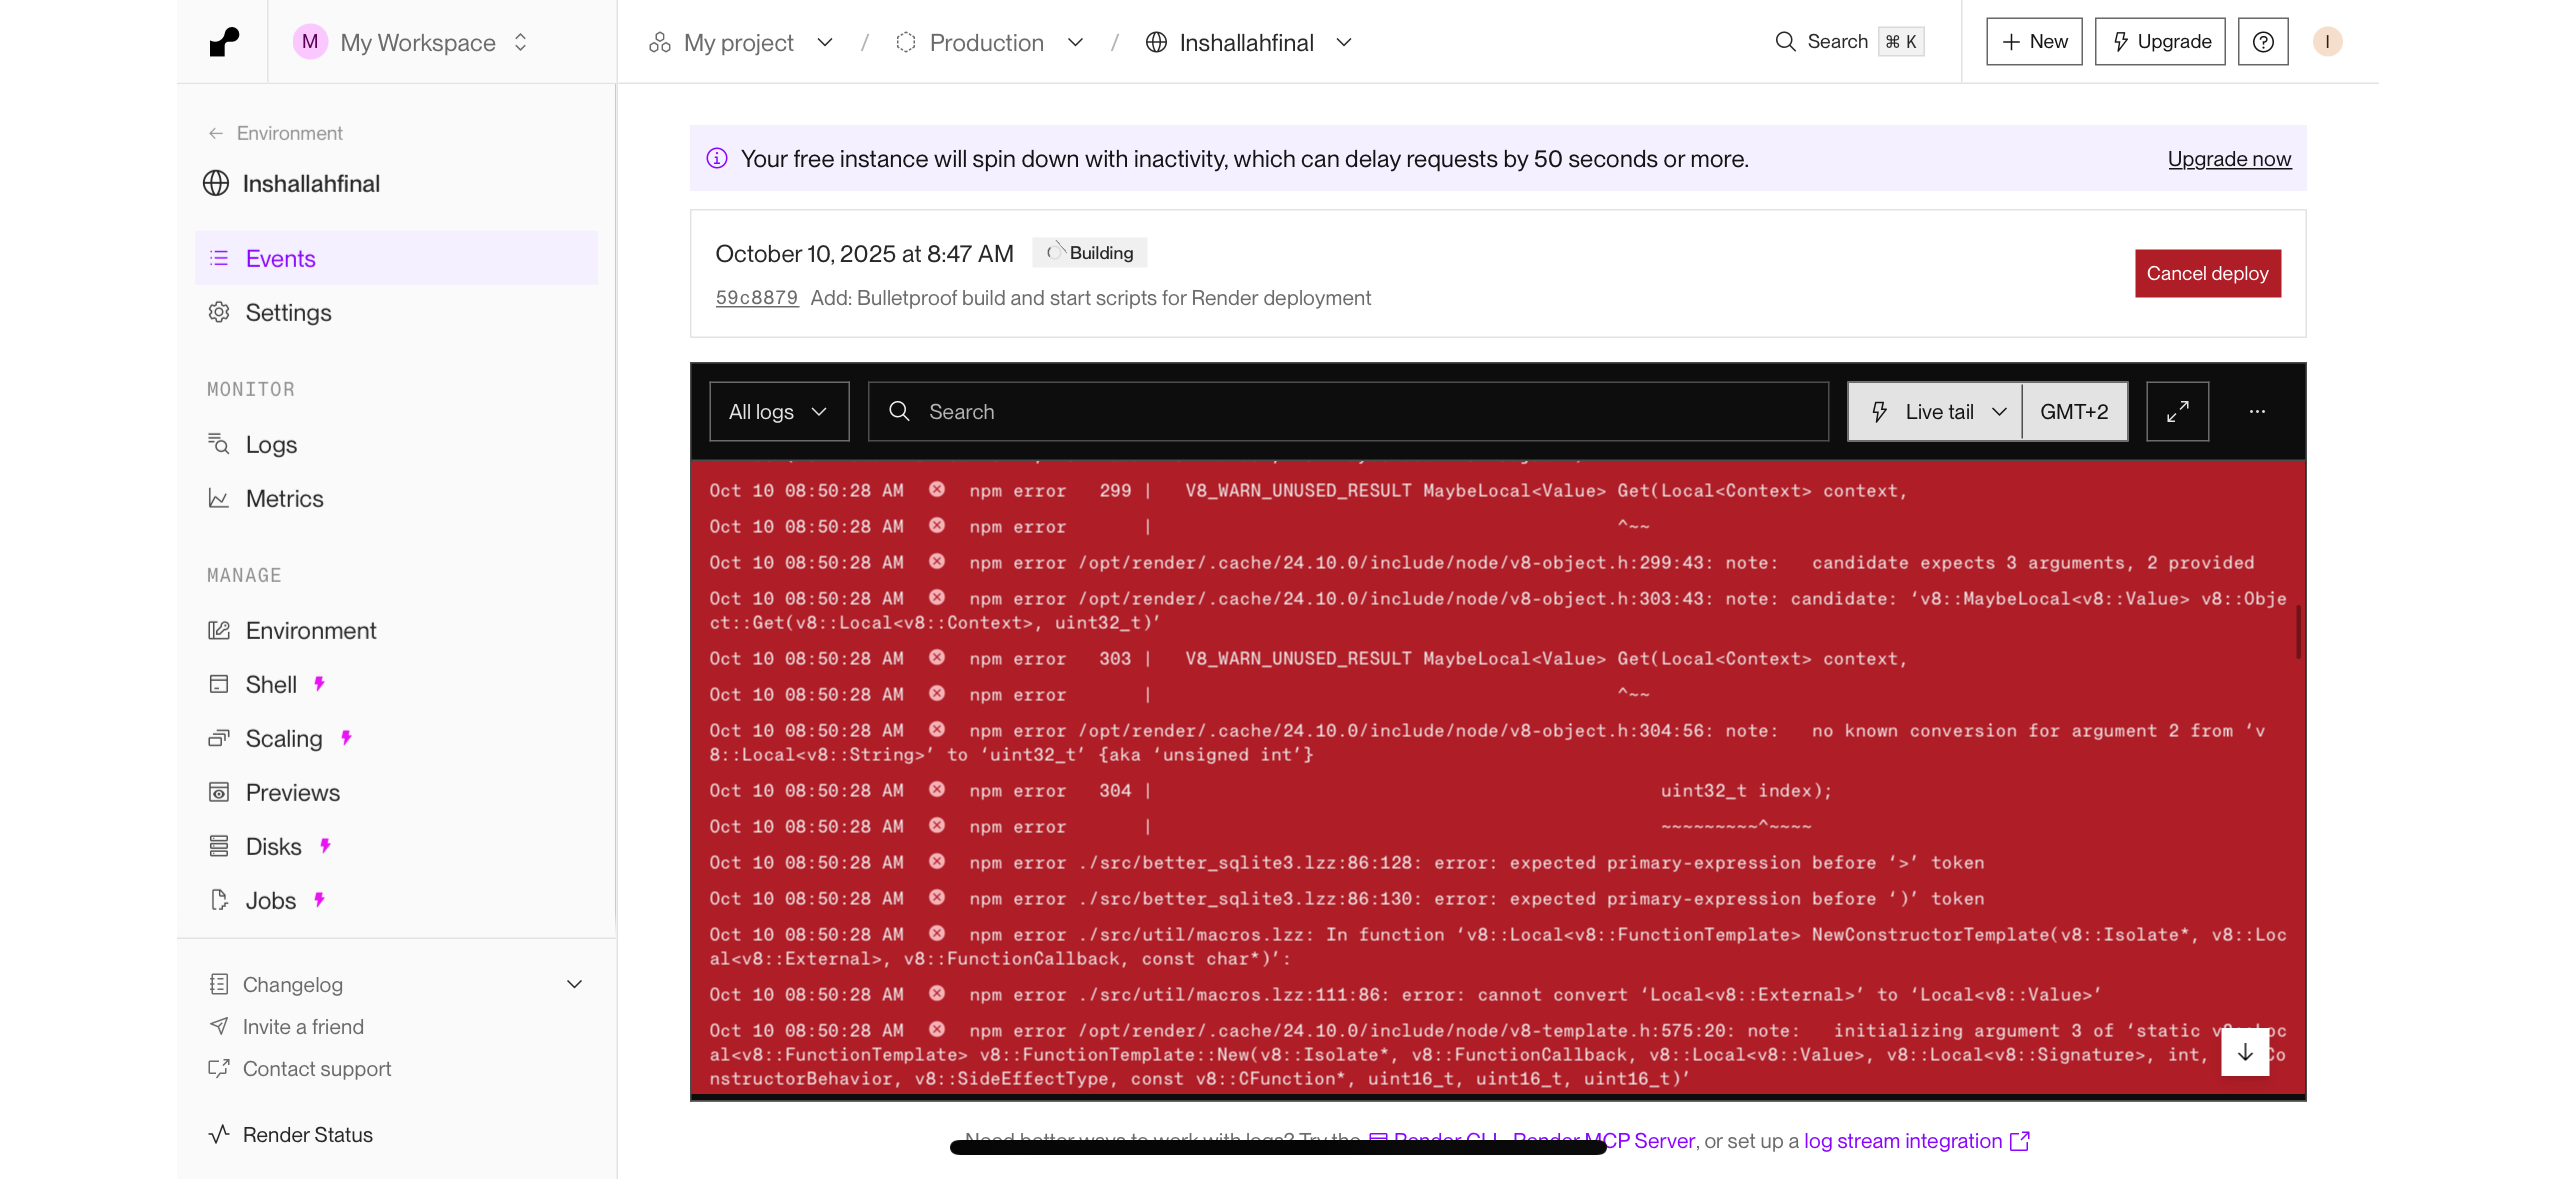 M My Workspace
My project / Production / Inshallahfinal
Search ⌘ K
+ New
Upgrade
I
← Environment
Inshallahfinal
Events
Settings
MONITOR
Logs
Metrics
MANAGE
Environment
Shell
Scaling
Previews
Disks
Jobs
Changelog
Invite a friend
Contact support
Render Status
Your free instance will spin down with inactivity, which can delay requests by 50 seconds or more.
Upgrade now
October 10, 2025 at 8:47 AM Building
59c8879 Add: Bulletproof build and start scripts for Render deployment
Cancel deploy
All logs
Search
Live tail
GMT+2
Oct 10 08:50:28 AM npm error 299 | V8_WARN_UNUSED_RESULT MaybeLocal<Value> Get(Local<Context> context,
Oct 10 08:50:28 AM npm error | ^~~
Oct 10 08:50:28 AM npm error /opt/render/.cache/24.10.0/include/node/v8-object.h:299:43: note: candidate expects 3 arguments, 2 provided
Oct 10 08:50:28 AM npm error /opt/render/.cache/24.10.0/include/node/v8-object.h:303:43: note: candidate: ‘v8::MaybeLocal<v8::Value> v8::Obje
ct::Get(v8::Local<v8::Context>, uint32_t)’
Oct 10 08:50:28 AM npm error 303 | V8_WARN_UNUSED_RESULT MaybeLocal<Value> Get(Local<Context> context,
Oct 10 08:50:28 AM npm error | ^~~
Oct 10 08:50:28 AM npm error /opt/render/.cache/24.10.0/include/node/v8-object.h:304:56: note: no known conversion for argument 2 from ‘v
8::Local<v8::String>’ to ‘uint32_t’ {aka ‘unsigned int’}
Oct 10 08:50:28 AM npm error 304 | uint32_t index);
Oct 10 08:50:28 AM npm error | ~~~~~~~~~^~~~~
Oct 10 08:50:28 AM npm error ./src/better_sqlite3.lzz:86:128: error: expected primary-expression before ‘>’ token
Oct 10 08:50:28 AM npm error ./src/better_sqlite3.lzz:86:130: error: expected primary-expression before ‘)’ token
Oct 10 08:50:28 AM npm error ./src/util/macros.lzz: In function ‘v8::Local<v8::FunctionTemplate> NewConstructorTemplate(v8::Isolate*, v8::Loc
al<v8::External>, v8::FunctionCallback, const char*)’:
Oct 10 08:50:28 AM npm error ./src/util/macros.lzz:111:86: error: cannot convert ‘Local<v8::External>’ to ‘Local<v8::Value>’
Oct 10 08:50:28 AM npm error /opt/render/.cache/24.10.0/include/node/v8-template.h:575:20: note: initializing argument 3 of ‘static
al<v8::FunctionTemplate> v8::FunctionTemplate::New(v8::Isolate*, v8::FunctionCallback, v8::Local<v8::Value>, v8::Local<v8::Signature>, int,
nstructorBehavior, v8::SideEffectType, const v8::CFunction*, uint16_t, uint16_t, uint16_t)’
Need better ways to work with logs? Try the Render CLI, Render MCP Server, or set up a log stream integration